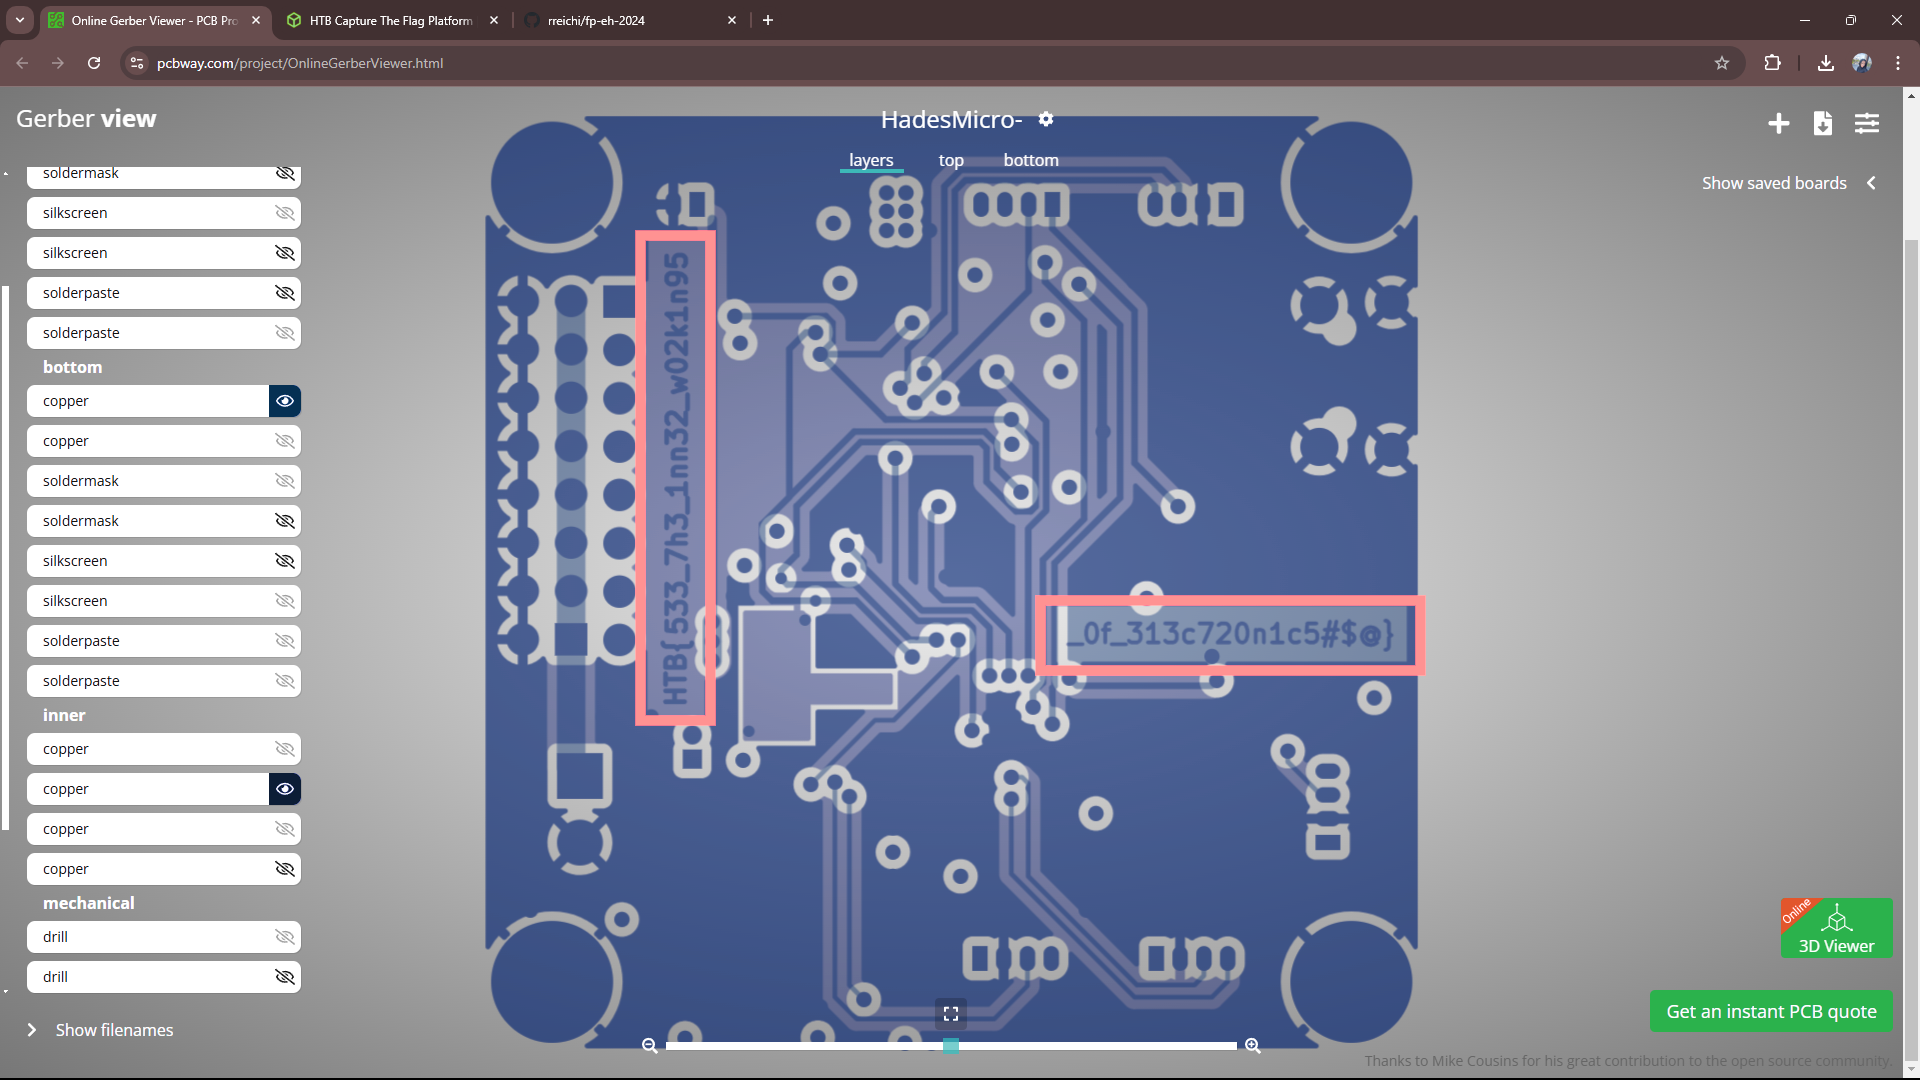 Online Gerber Viewer - PCB Pro
HTB Capture The Flag Platform
rreichi/fp-eh-2024
pcbway.com/project/OnlineGerberViewer.html
Gerber view
HadesMicro-
layers
top
bottom
Show saved boards
soldermask
silkscreen
silkscreen
solderpaste
solderpaste
bottom
copper
copper
soldermask
soldermask
silkscreen
silkscreen
solderpaste
solderpaste
inner
copper
copper
copper
copper
mechanical
drill
drill
Show filenames
HTB{533_7h3_1nn32_w02k1n95
_0f_313c720n1c5#$@}
Online
3D Viewer
Get an instant PCB quote
Thanks to Mike Cousins for his great contribution to the open source community.